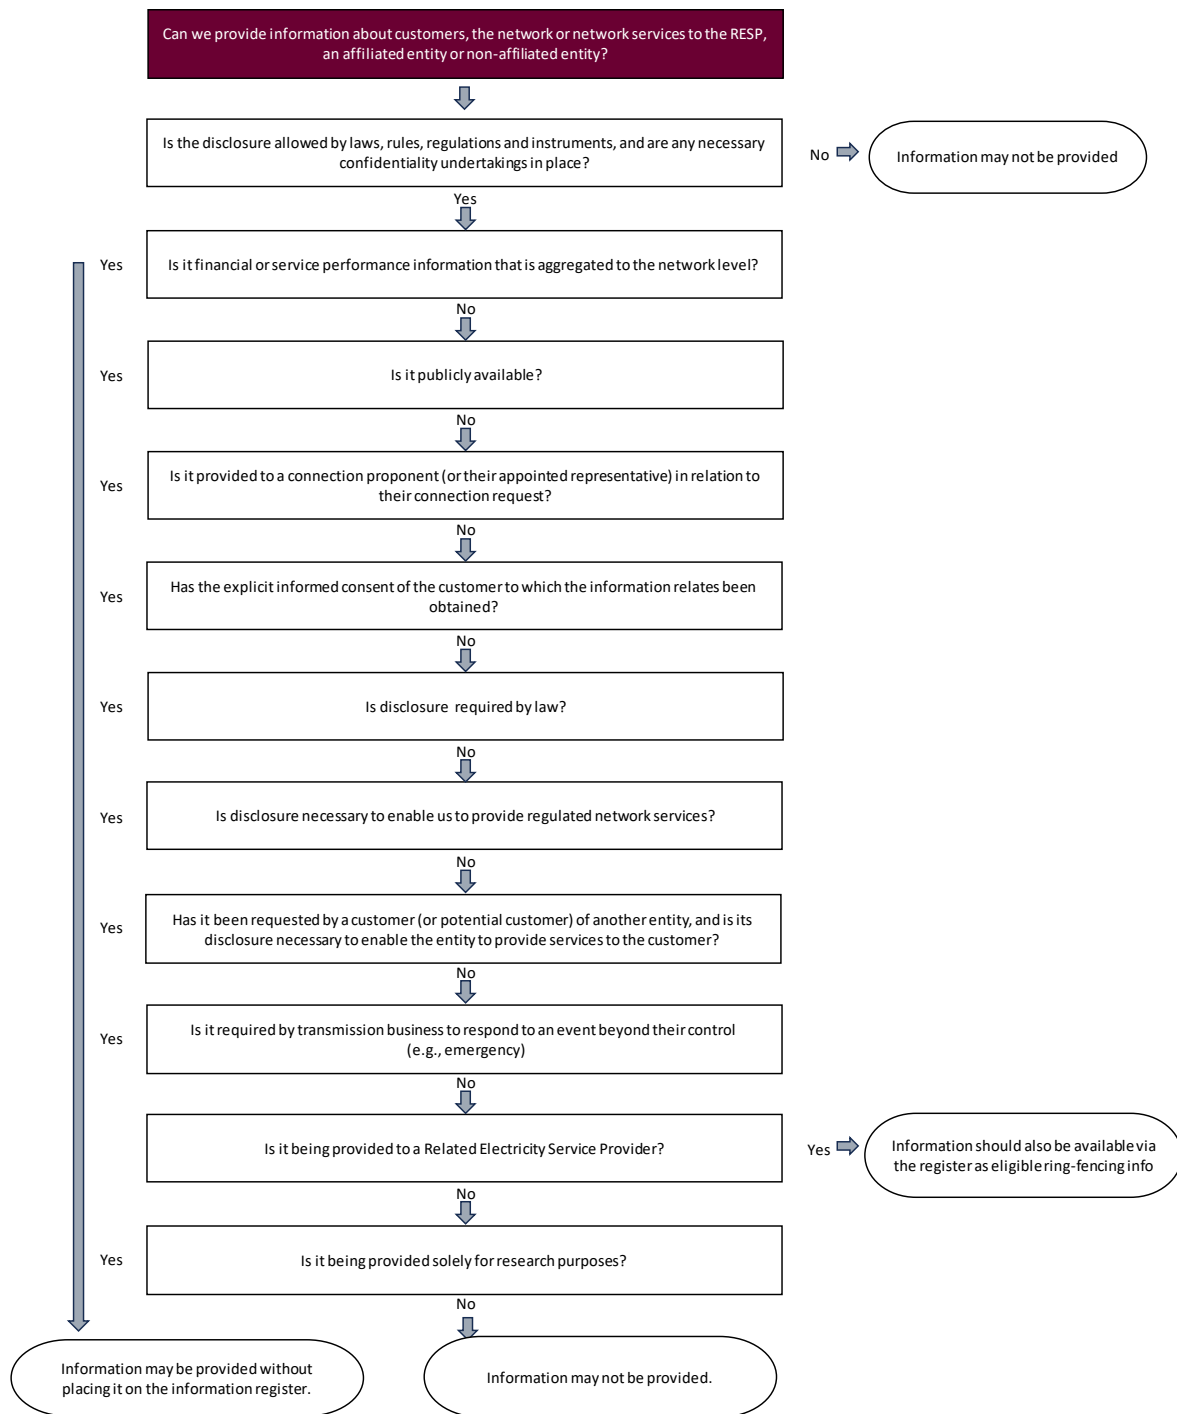 Can we provide information about customers, the network or network services to the RESP,
an affiliated entity or non-affiliated entity?
Is the disclosure allowed by laws, rules, regulations and instruments, and are any necessary
confidentiality undertakings in place?
No
Information may not be provided
Yes
Yes
Is it financial or service performance information that is aggregated to the network level?
No
Yes
Is it publicly available?
No
Yes
Is it provided to a connection proponent (or their appointed representative) in relation to
their connection request?
No
Yes
Has the explicit informed consent of the customer to which the information relates been
obtained?
No
Yes
Is disclosure required by law?
No
Yes
Is disclosure necessary to enable us to provide regulated network services?
No
Yes
Has it been requested by a customer (or potential customer) of another entity, and is its
disclosure necessary to enable the entity to provide services to the customer?
No
Yes
Is it required by transmission business to respond to an event beyond their control
(e.g., emergency)
No
Is it being provided to a Related Electricity Service Provider?
Yes
Information should also be available via
the register as eligible ring-fencing info
No
Yes
Is it being provided solely for research purposes?
No
Information may be provided without
placing it on the information register.
Information may not be provided.